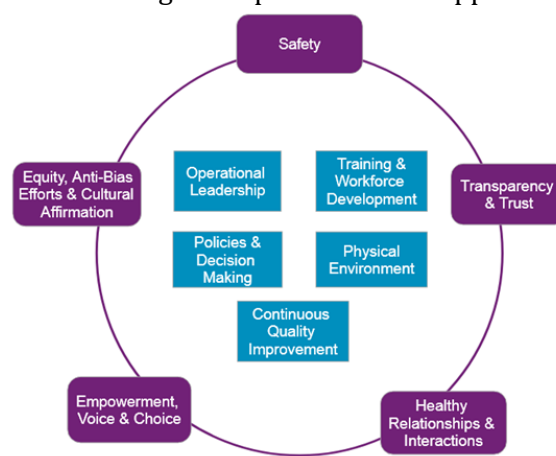 Safety
Equity, Anti-Bias
Efforts & Cultural
Affirmation
Operational
Leadership
Training &
Workforce
Development
Transparency
& Trust
Policies &
Decision
Making
Physical
Environment
Continuous
Quality
Improvement
Empowerment,
Voice & Choice
Healthy
Relationships &
Interactions